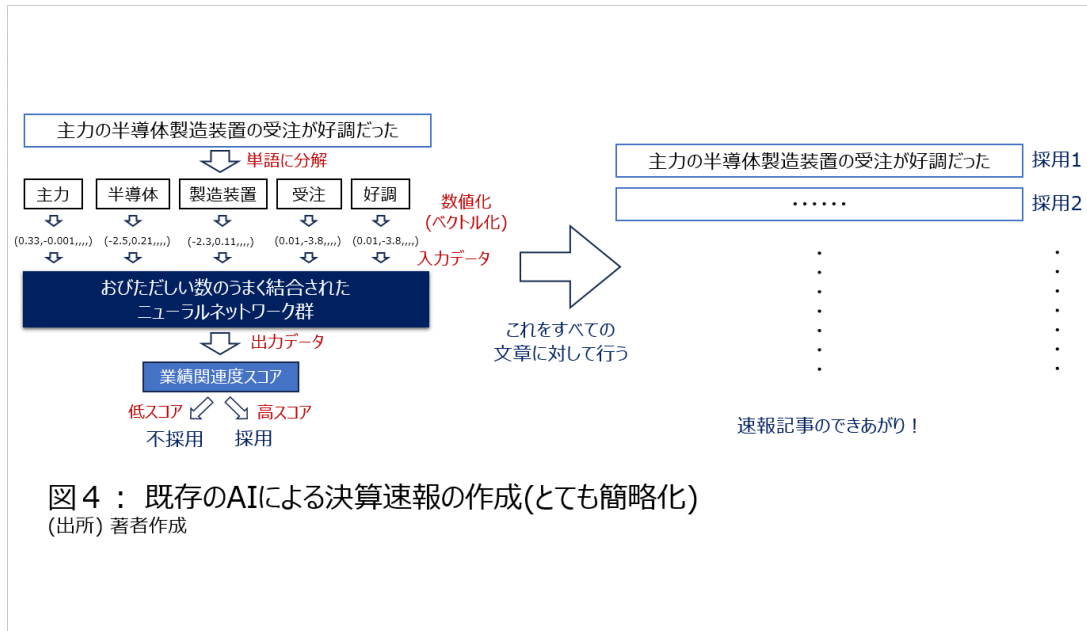 主力の半導体製造装置の受注が好調だった
単語に分解
主力 半導体 製造装置 受注 好調
数値化
(ベクトル化)
(0.33,-0.001,,,,) (-2.5,0.21,,,,) (-2.3,0.11,,,,) (0.01,-3.8,,,,) (0.01,-3.8,,,,)
入力データ
おびただしい数のうまく結合された
ニューラルネットワーク群
出力データ
業績関連度スコア
低スコア 高スコア
不採用 採用
これをすべての
文章に対して行う
主力の半導体製造装置の受注が好調だった 採用1
・・・・・・ 採用2
・ ・
・ ・
・ ・
・ ・
・ ・
・ ・
・ ・
速報記事のできあがり！
図４： 既存のAIによる決算速報の作成(とても簡略化)
(出所) 著者作成